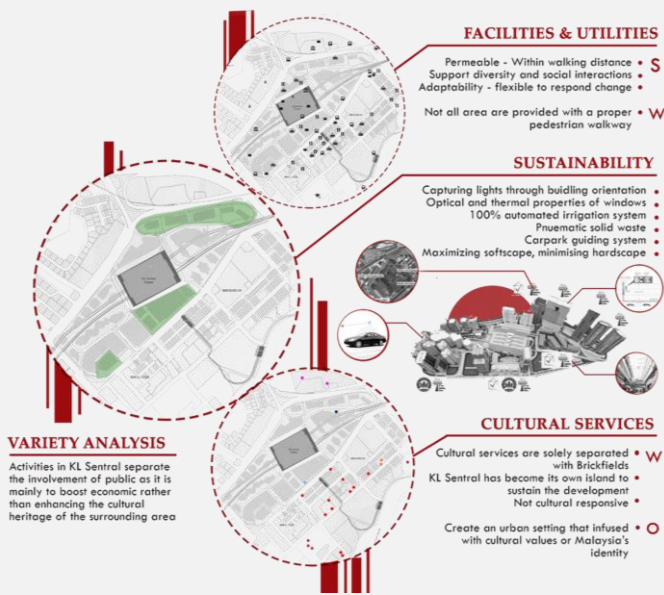 FACILITIES & UTILITIES
Permeable - Within walking distance • S
Support diversity and social interactions •
Adaptability - flexible to respond change •
Not all area are provided with a proper • W
pedestrian walkway
SUSTAINABILITY
Capturing lights through buidling orientation •
Optical and thermal properties of windows •
100% automated irrigation system •
Pnuematic solid waste •
Carpark guiding system •
Maximizing softscape, minimising hardscape •
VARIETY ANALYSIS
Activities in KL Sentral separate
the involvement of public as it is
mainly to boost economic rather
than enhancing the cultural
heritage of the surrounding area
CULTURAL SERVICES
Cultural services are solely separated • W
with Brickfields
KL Sentral has become its own island to •
sustain the development
Not cultural responsive •
Create an urban setting that infused • O
with cultural values or Malaysia's
identity